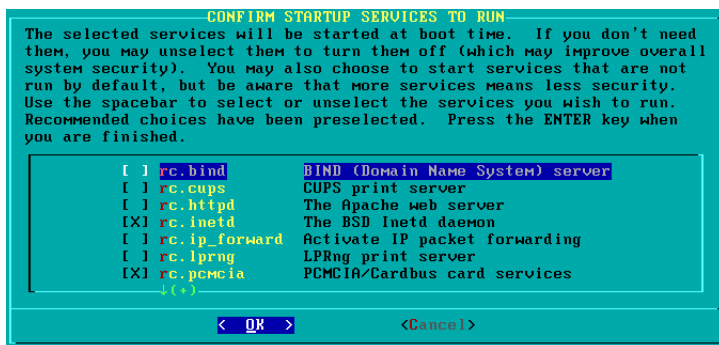 CONFIRM STARTUP SERVICES TO RUN
The selected services will be started at boot time.  If you don't need
them, you may unselect them to turn them off (which may improve overall
system security).  You may also choose to start services that are not
run by default, but be aware that more services means less security.
Use the spacebar to select or unselect the services you wish to run.
Recommended choices have been preselected.  Press the ENTER key when
you are finished.
[ ] rc.bind BIND (Domain Name System) server
[ ] rc.cups CUPS print server
[ ] rc.httpd The Apache web server
[X] rc.inetd The BSD Inetd daemon
[ ] rc.ip_forward Activate IP packet forwarding
[ ] rc.lprng LPRng print server
[X] rc.pcmcia PCMCIA/Cardbus card services
↓(+)
< OK > <Cancel>